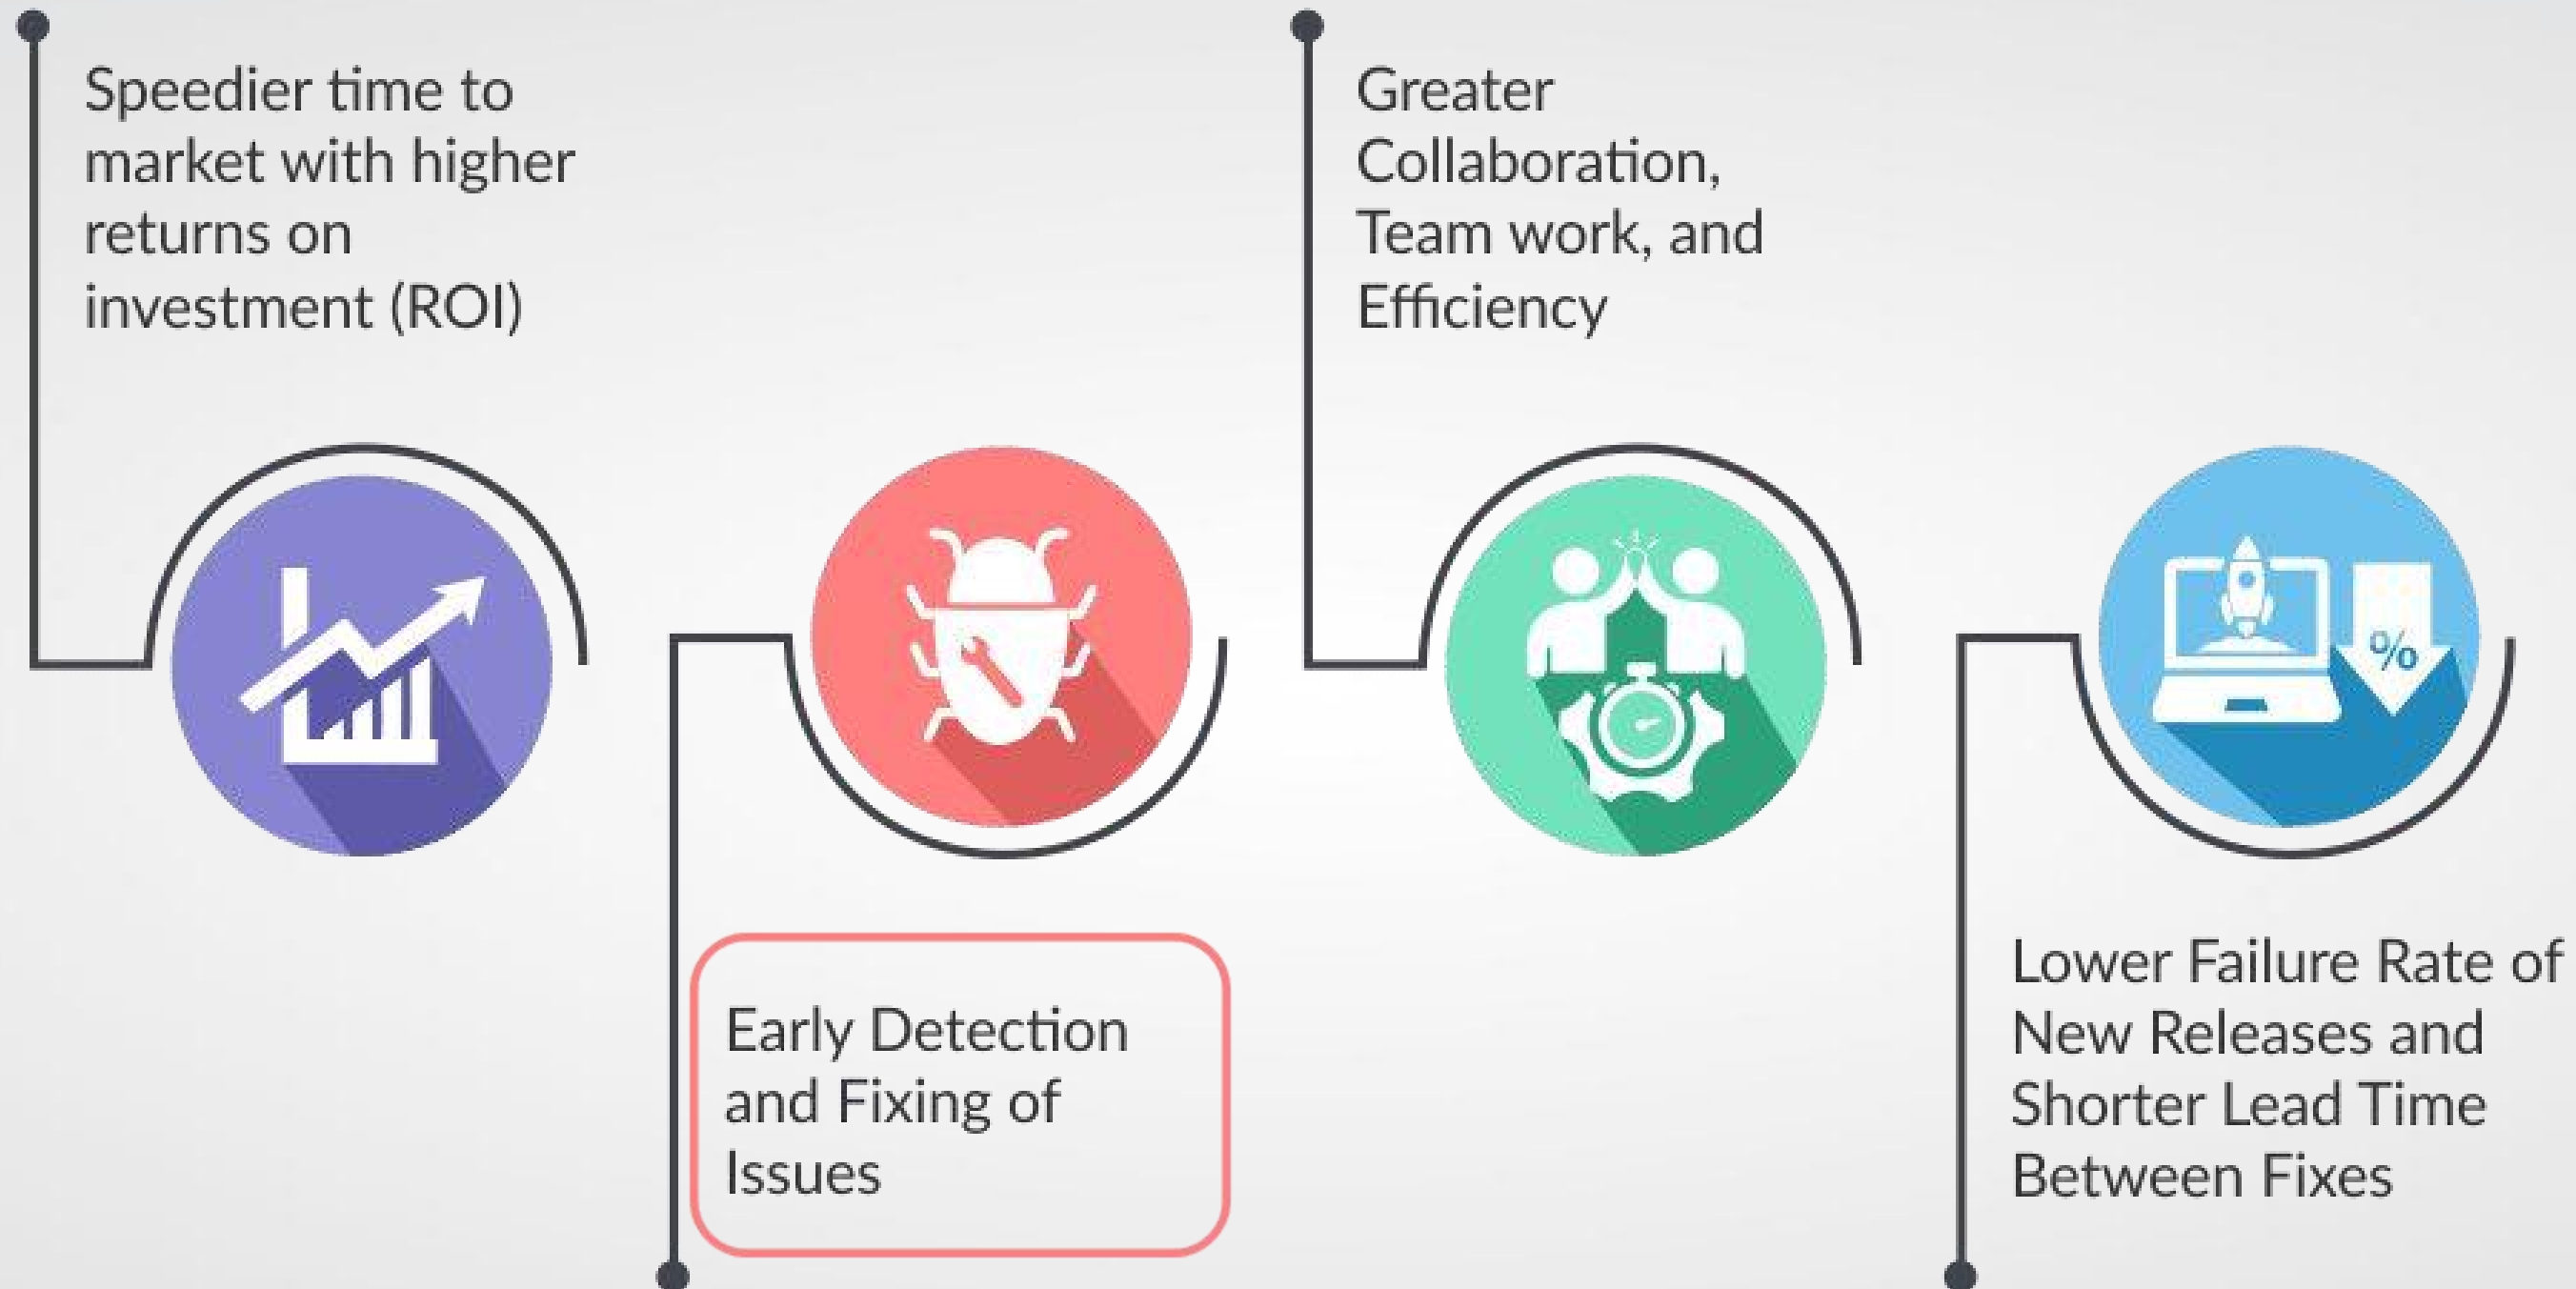 Speedier time to
market with higher
returns on
investment (ROI)
Early Detection
and Fixing of
Issues
Greater
Collaboration,
Team work, and
Efficiency
%
Lower Failure Rate of
New Releases and
Shorter Lead Time
Between Fixes